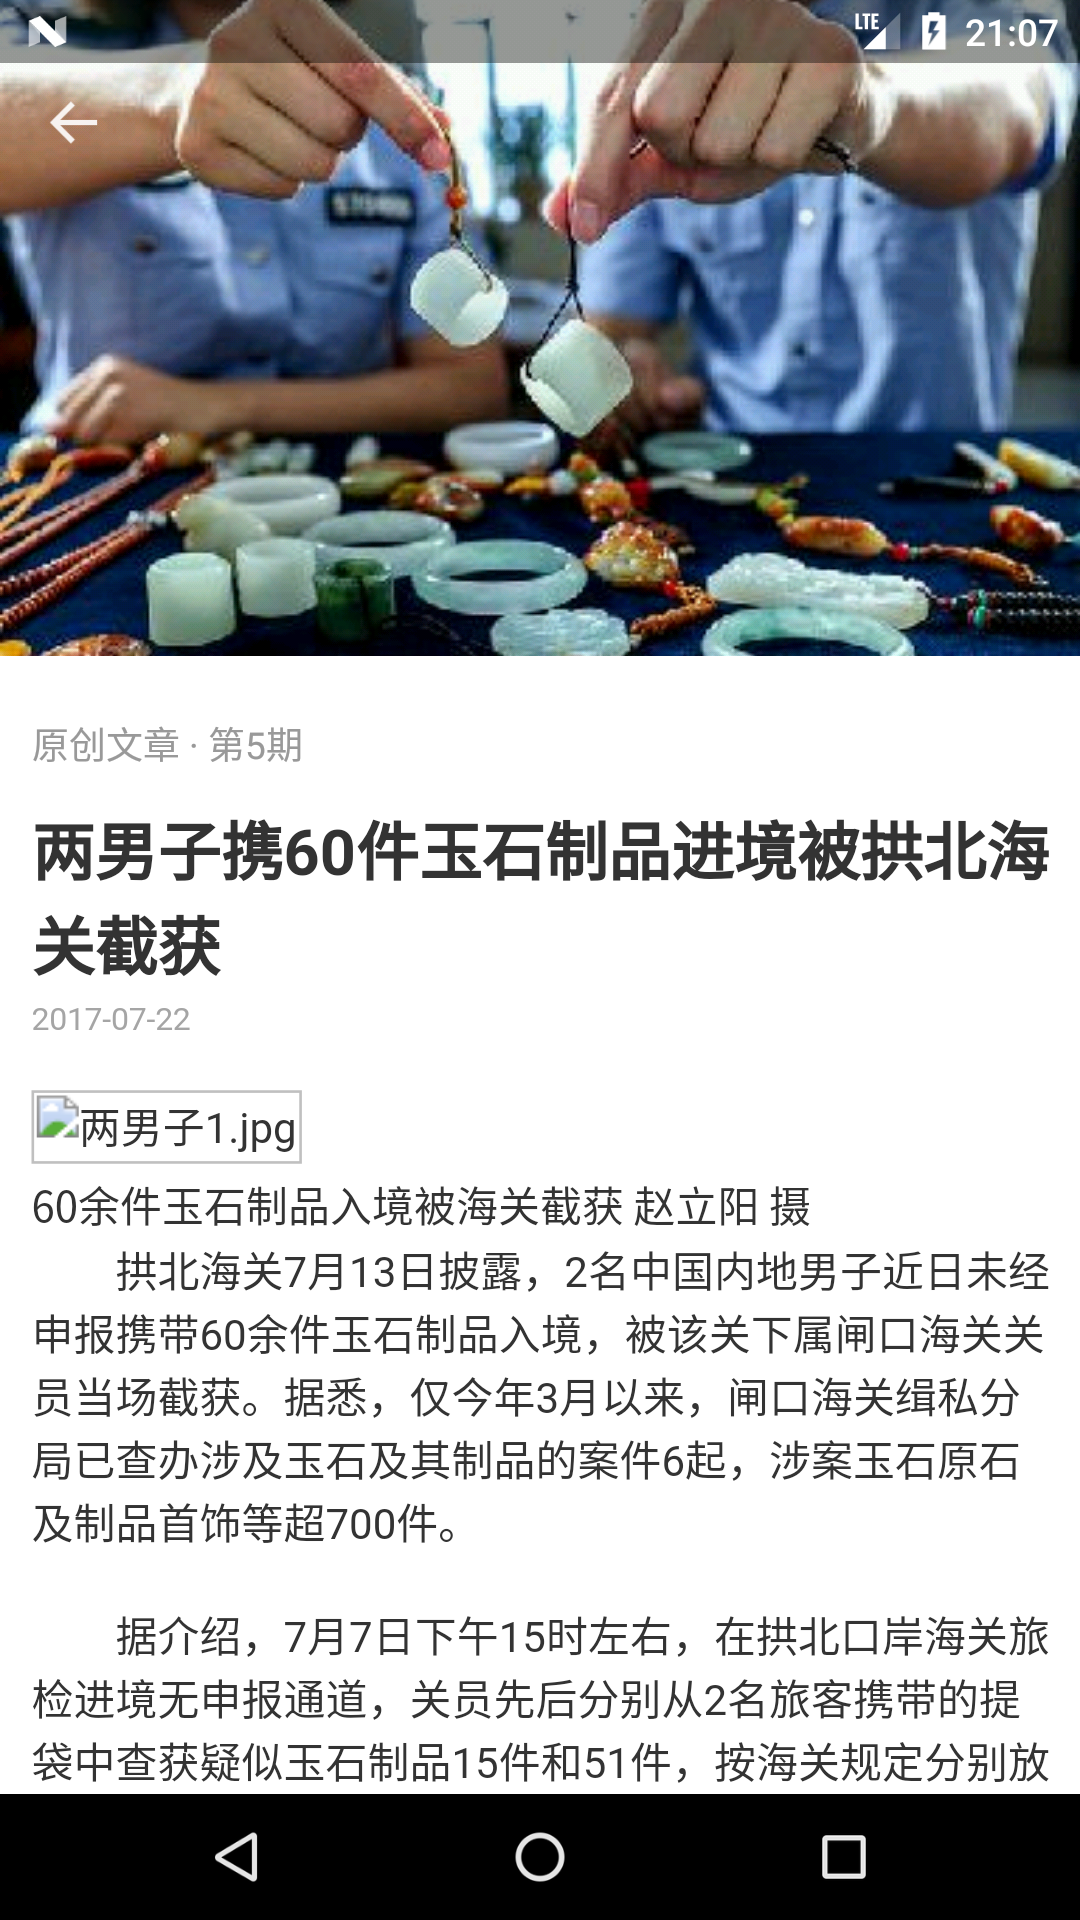 LTE 21:07
原创文章 · 第5期
两男子携60件玉石制品进境被拱北海
关截获
2017-07-22
两男子1.jpg
60余件玉石制品入境被海关截获 赵立阳 摄
拱北海关7月13日披露，2名中国内地男子近日未经
申报携带60余件玉石制品入境，被该关下属闸口海关关
员当场截获。据悉，仅今年3月以来，闸口海关缉私分
局已查办涉及玉石及其制品的案件6起，涉案玉石原石
及制品首饰等超700件。
据介绍，7月7日下午15时左右，在拱北口岸海关旅
检进境无申报通道，关员先后分别从2名旅客携带的提
袋中查获疑似玉石制品15件和51件，按海关规定分别放